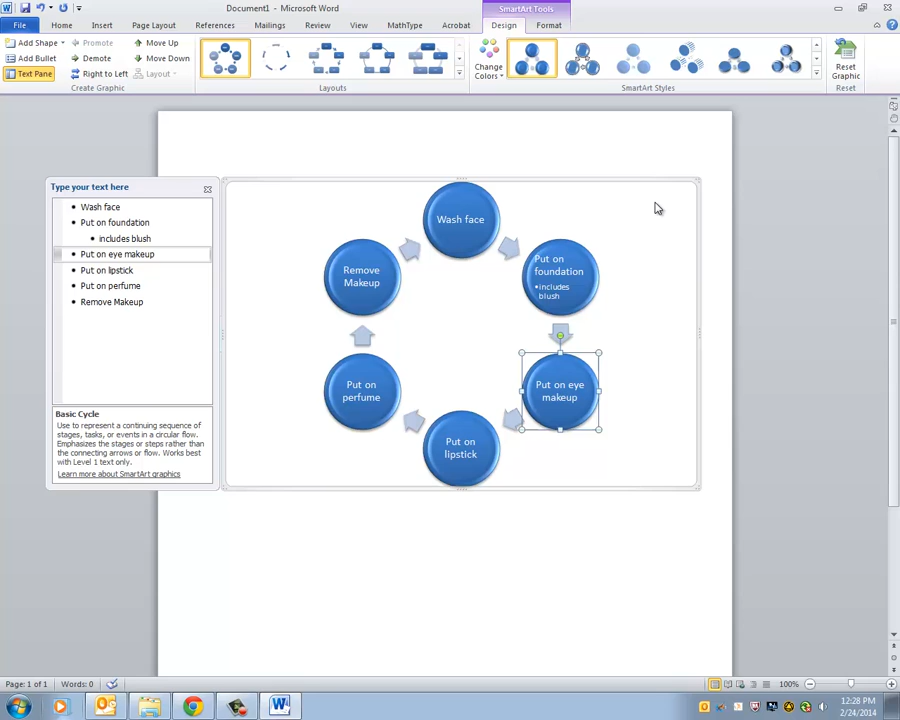 Document1 - Microsoft Word
SmartArt Tools
File Home Insert Page Layout References Mailings Review View MathType Acrobat Design Format
Add Shape Promote Move Up
Add Bullet Demote Move Down
Text Pane Right to Left Layout
Create Graphic
Layouts
Change
Colors
SmartArt Styles
Reset
Graphic
Reset
Type your text here
• Wash face
• Put on foundation
• includes blush
• Put on eye makeup
• Put on lipstick
• Put on perfume
• Remove Makeup
Basic Cycle
Use to represent a continuing sequence of
stages, tasks, or events in a circular flow.
Emphasizes the stages or steps rather than
the connecting arrows or flow. Works best
with Level 1 text only.
Learn more about SmartArt graphics
Wash face
Put on
foundation
•includes
blush
Put on eye
makeup
Put on
lipstick
Put on
perfume
Remove
Makeup
Page: 1 of 1 Words: 0
100%
12:28 PM
2/24/2014